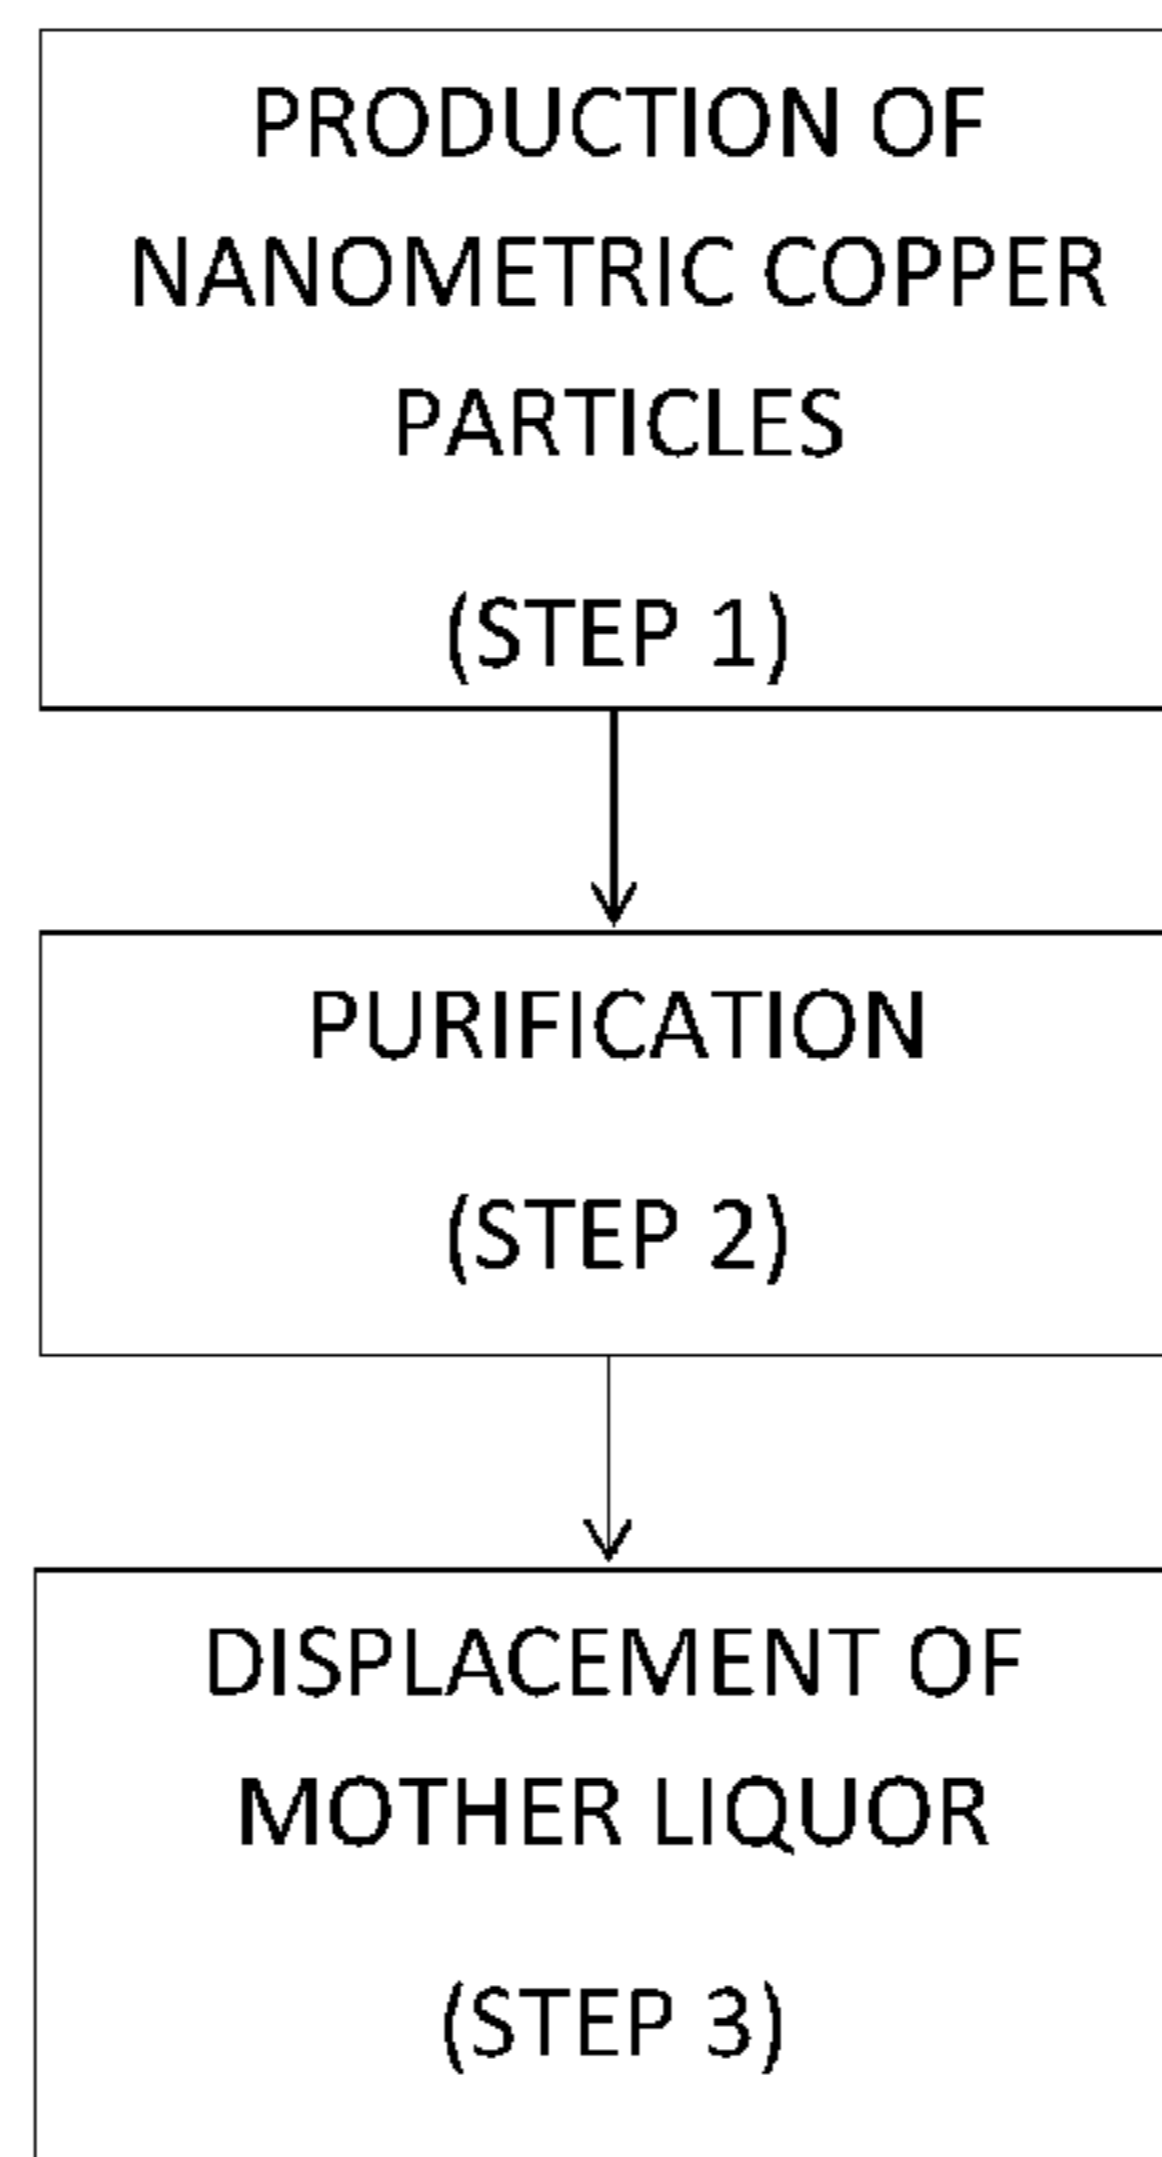 PRODUCTION OF
NANOMETRIC COPPER
PARTICLES
(STEP 1)
PURIFICATION
(STEP 2)
DISPLACEMENT OF
MOTHER LIQUOR
(STEP 3)